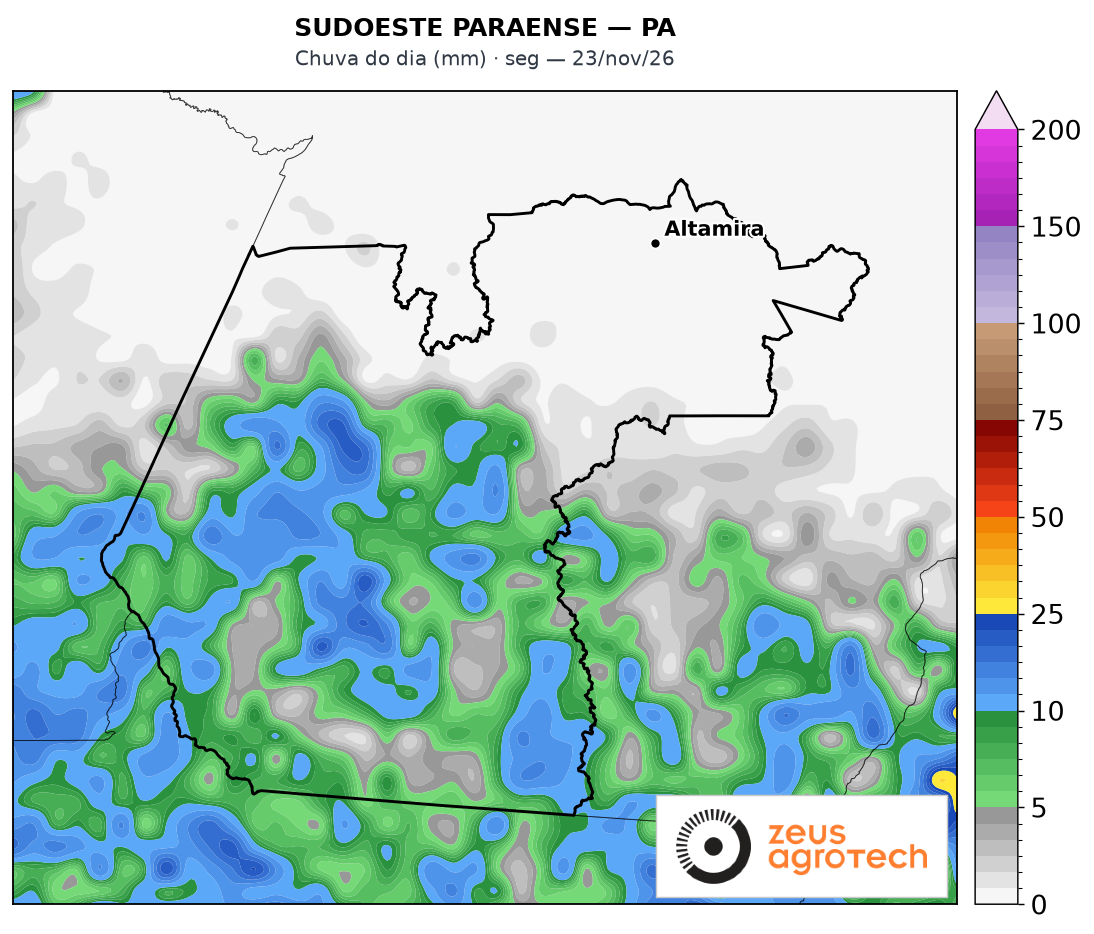 SUDOESTE PARAENSE — PA
Chuva do dia (mm) · seg — 23/nov/26
200
Altamira
150
100
75
50
25
10
5
zeus
agrotech
0